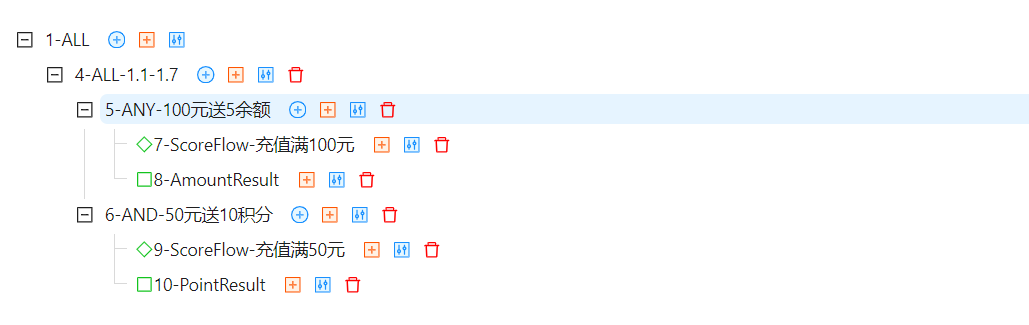 1-ALL
4-ALL-1.1-1.7
5-ANY-100元送5余额
7-ScoreFlow-充值满100元
8-AmountResult
6-AND-50元送10积分
9-ScoreFlow-充值满50元
10-PointResult